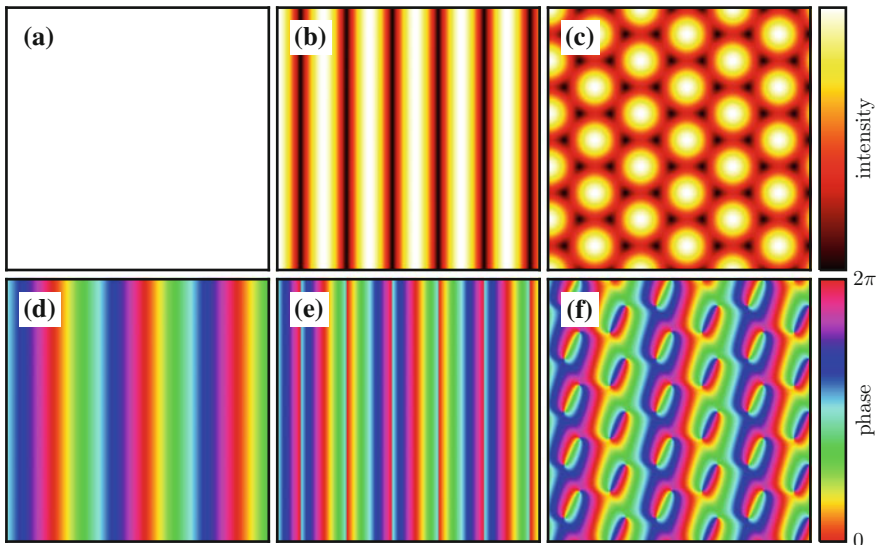 (a)
(b)
(c)
intensity
(d)
(e)
(f)
2π
phase
0